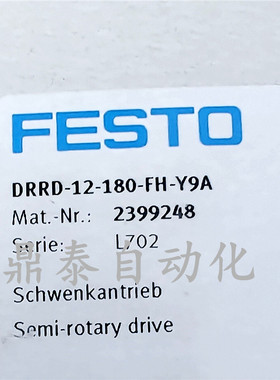 FESTO
DRRD-12-180-FH-Y9A
Mat.-Nr.: 2399248
Serie: L702
鼎泰自动化
Schwenkantrieb
Semi-rotary drive